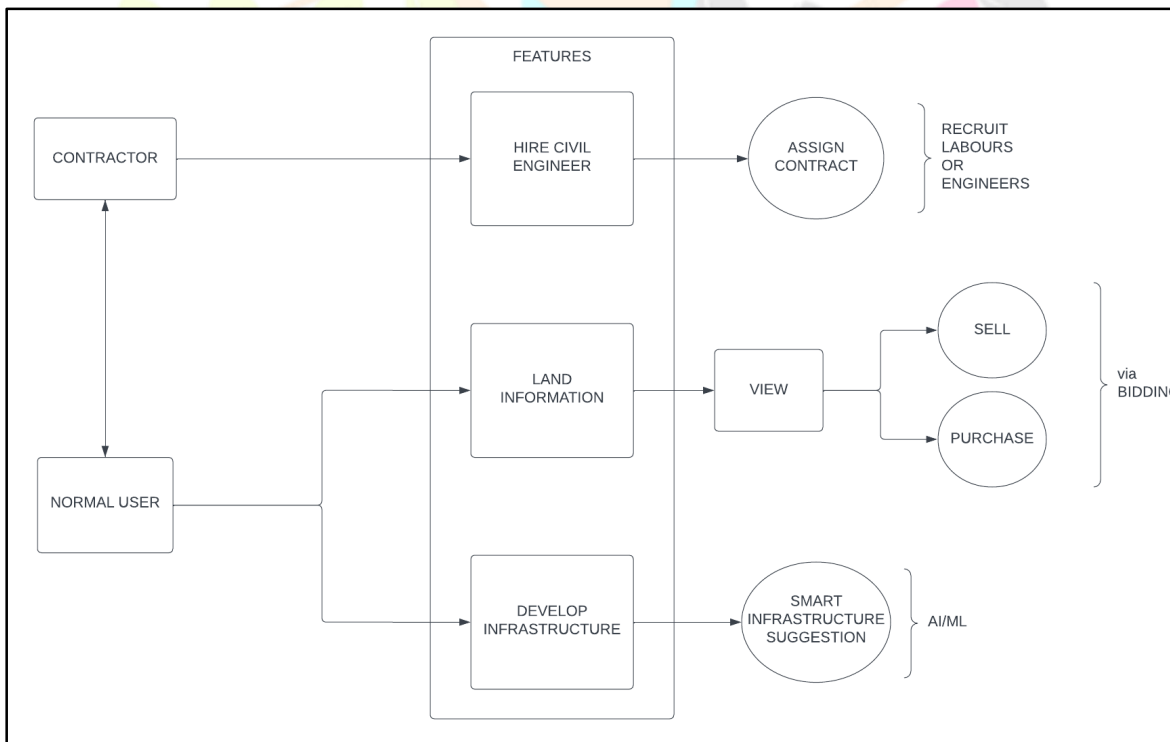 FEATURES
CONTRACTOR
HIRE CIVIL
ENGINEER
ASSIGN
CONTRACT
RECRUIT
LABOURS
OR
ENGINEERS
LAND
INFORMATION
VIEW
SELL
PURCHASE
via
BIDDING
NORMAL USER
DEVELOP
INFRASTRUCTURE
SMART
INFRASTRUCTURE
SUGGESTION
AI/ML